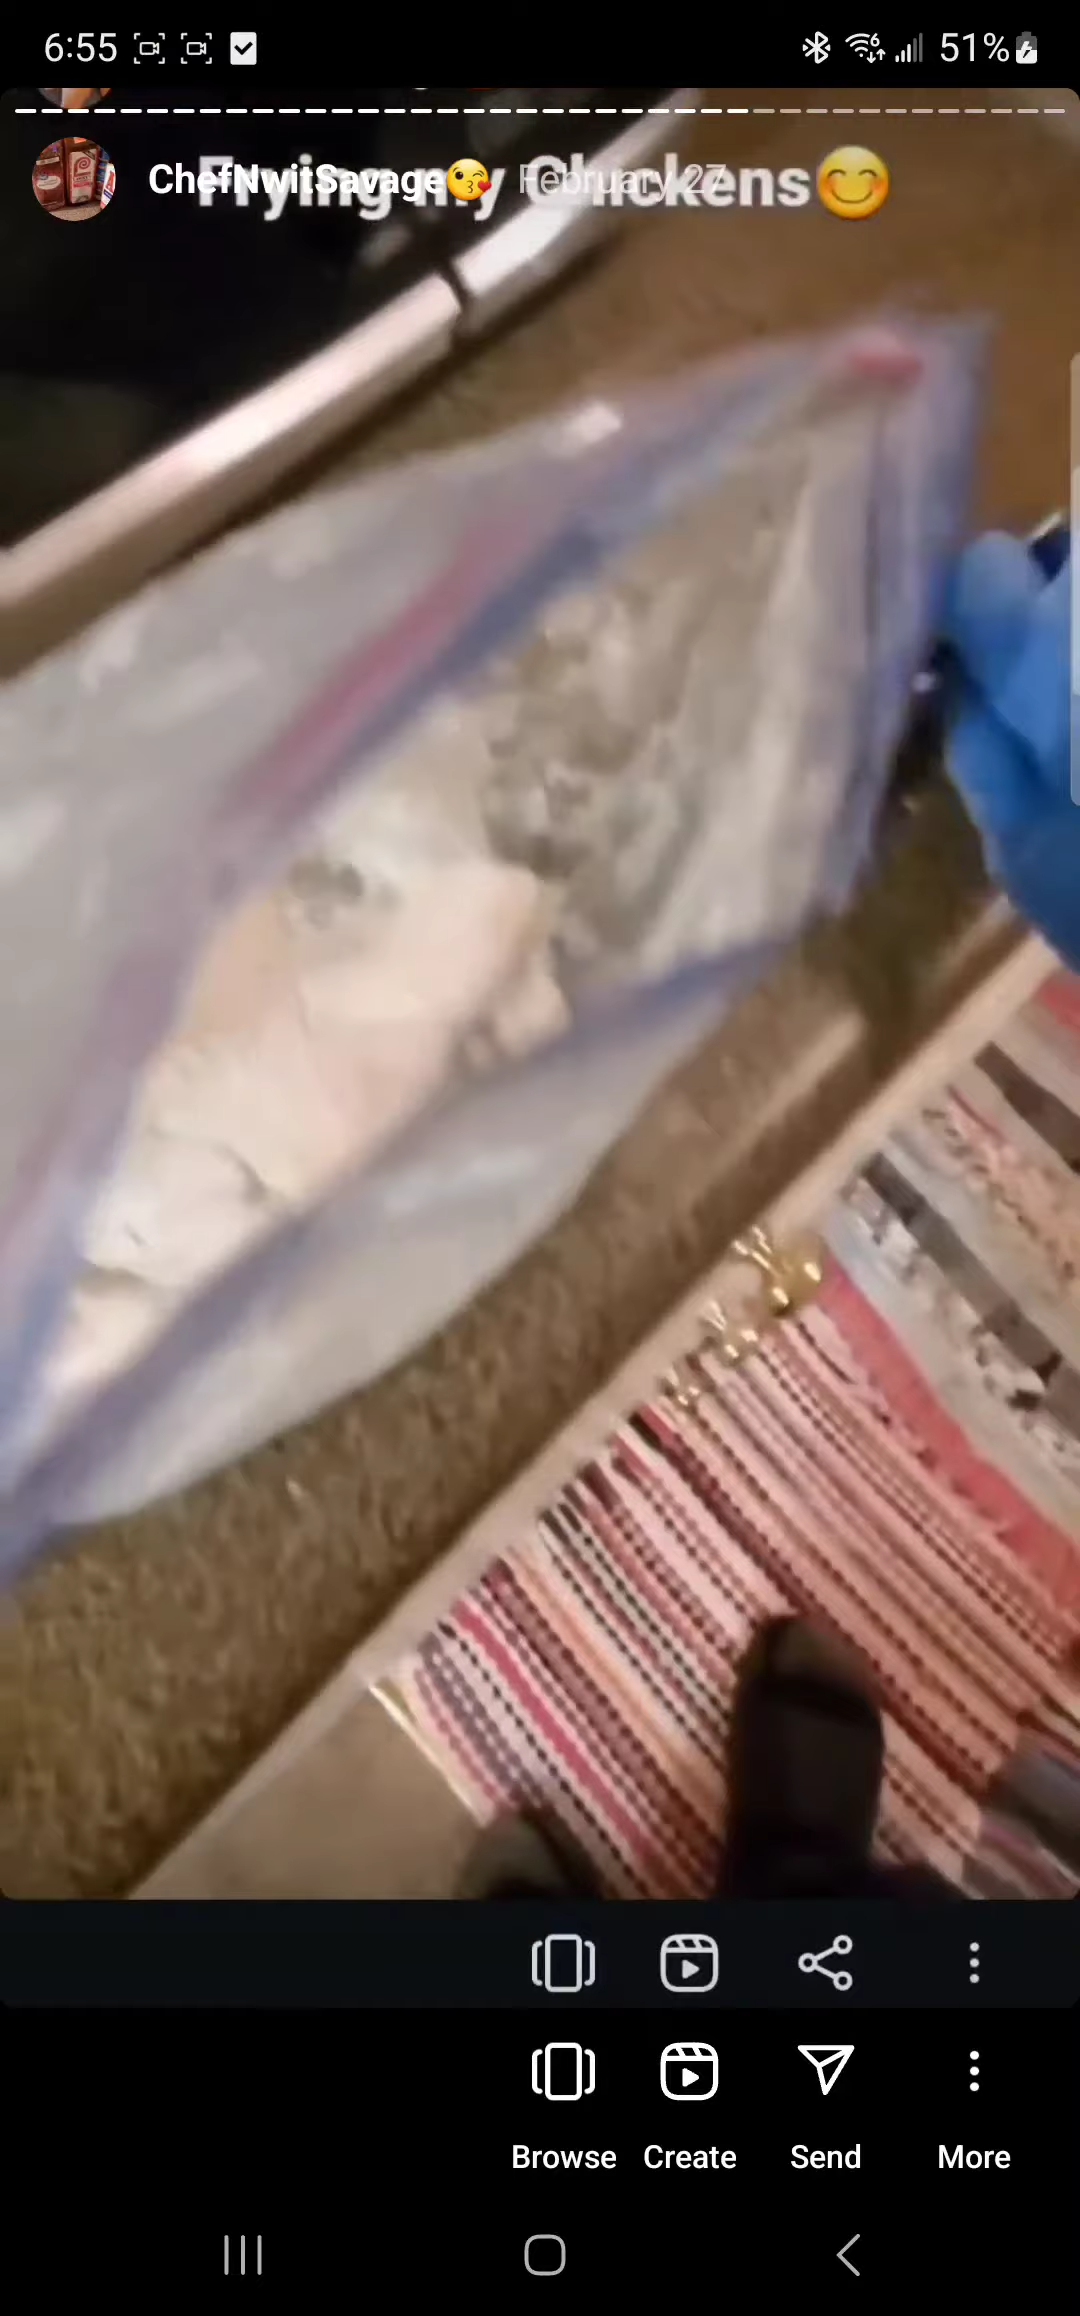 6:55
51%
Frying my Chickens😊
ChefNwitSavage😘 February 27
Browse Create Send More